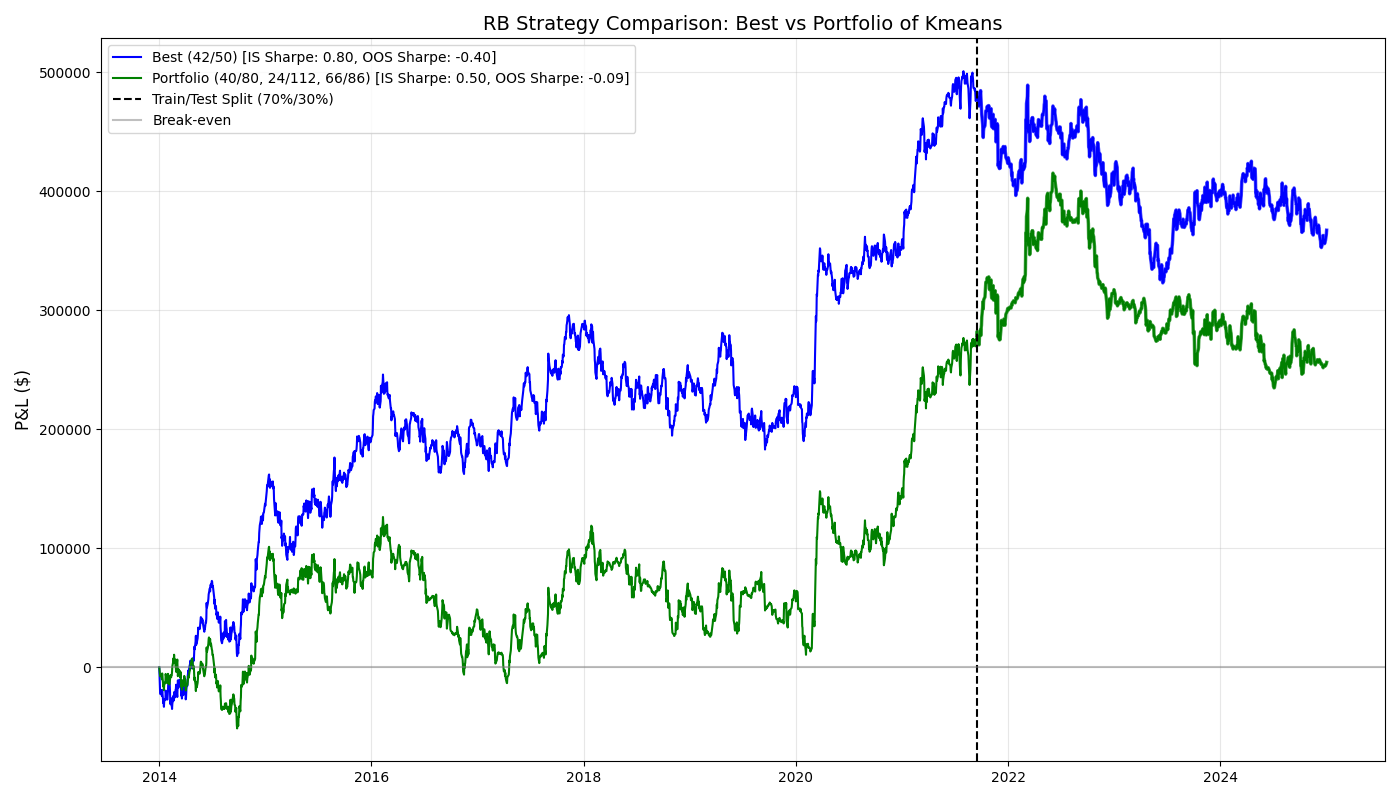 RB Strategy Comparison: Best vs Portfolio of Kmeans
Best (42/50) [IS Sharpe: 0.80, OOS Sharpe: -0.40]
Portfolio (40/80, 24/112, 66/86) [IS Sharpe: 0.50, OOS Sharpe: -0.09]
Train/Test Split (70%/30%)
Break-even
P&L ($)
500000
400000
300000
200000
100000
0
2014
2016
2018
2020
2022
2024